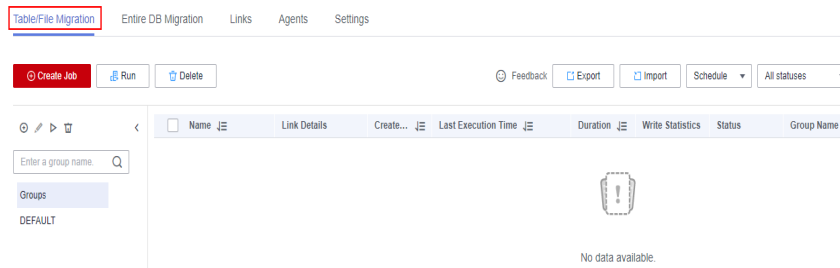 Table/File Migration Entire DB Migration Links Agents Settings
Create Job Run Delete Feedback Export Import Schedule All statuses
Enter a group name.
Groups
DEFAULT
Name Link Details Create... Last Execution Time Duration Write Statistics Status Group Name
No data available.